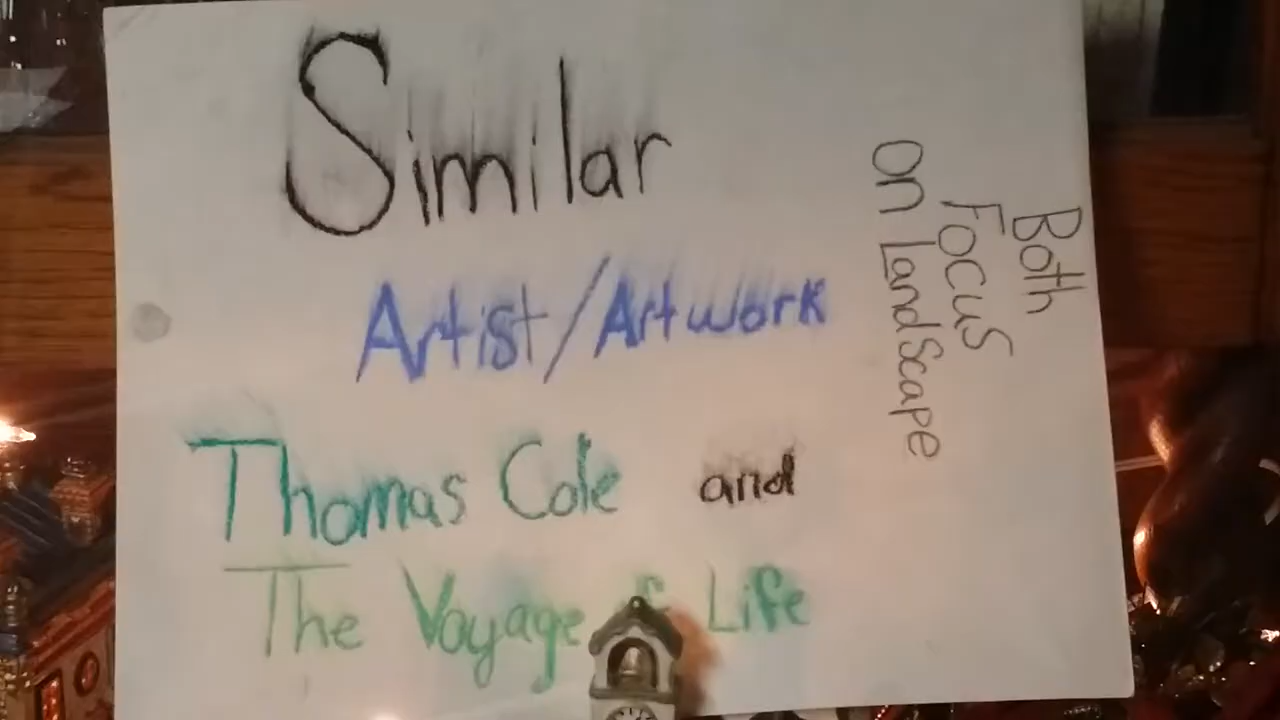 Similar
Artist/Artwork
Thomas Cole and
The Voyage f Life
Both
Focus
on Landscape